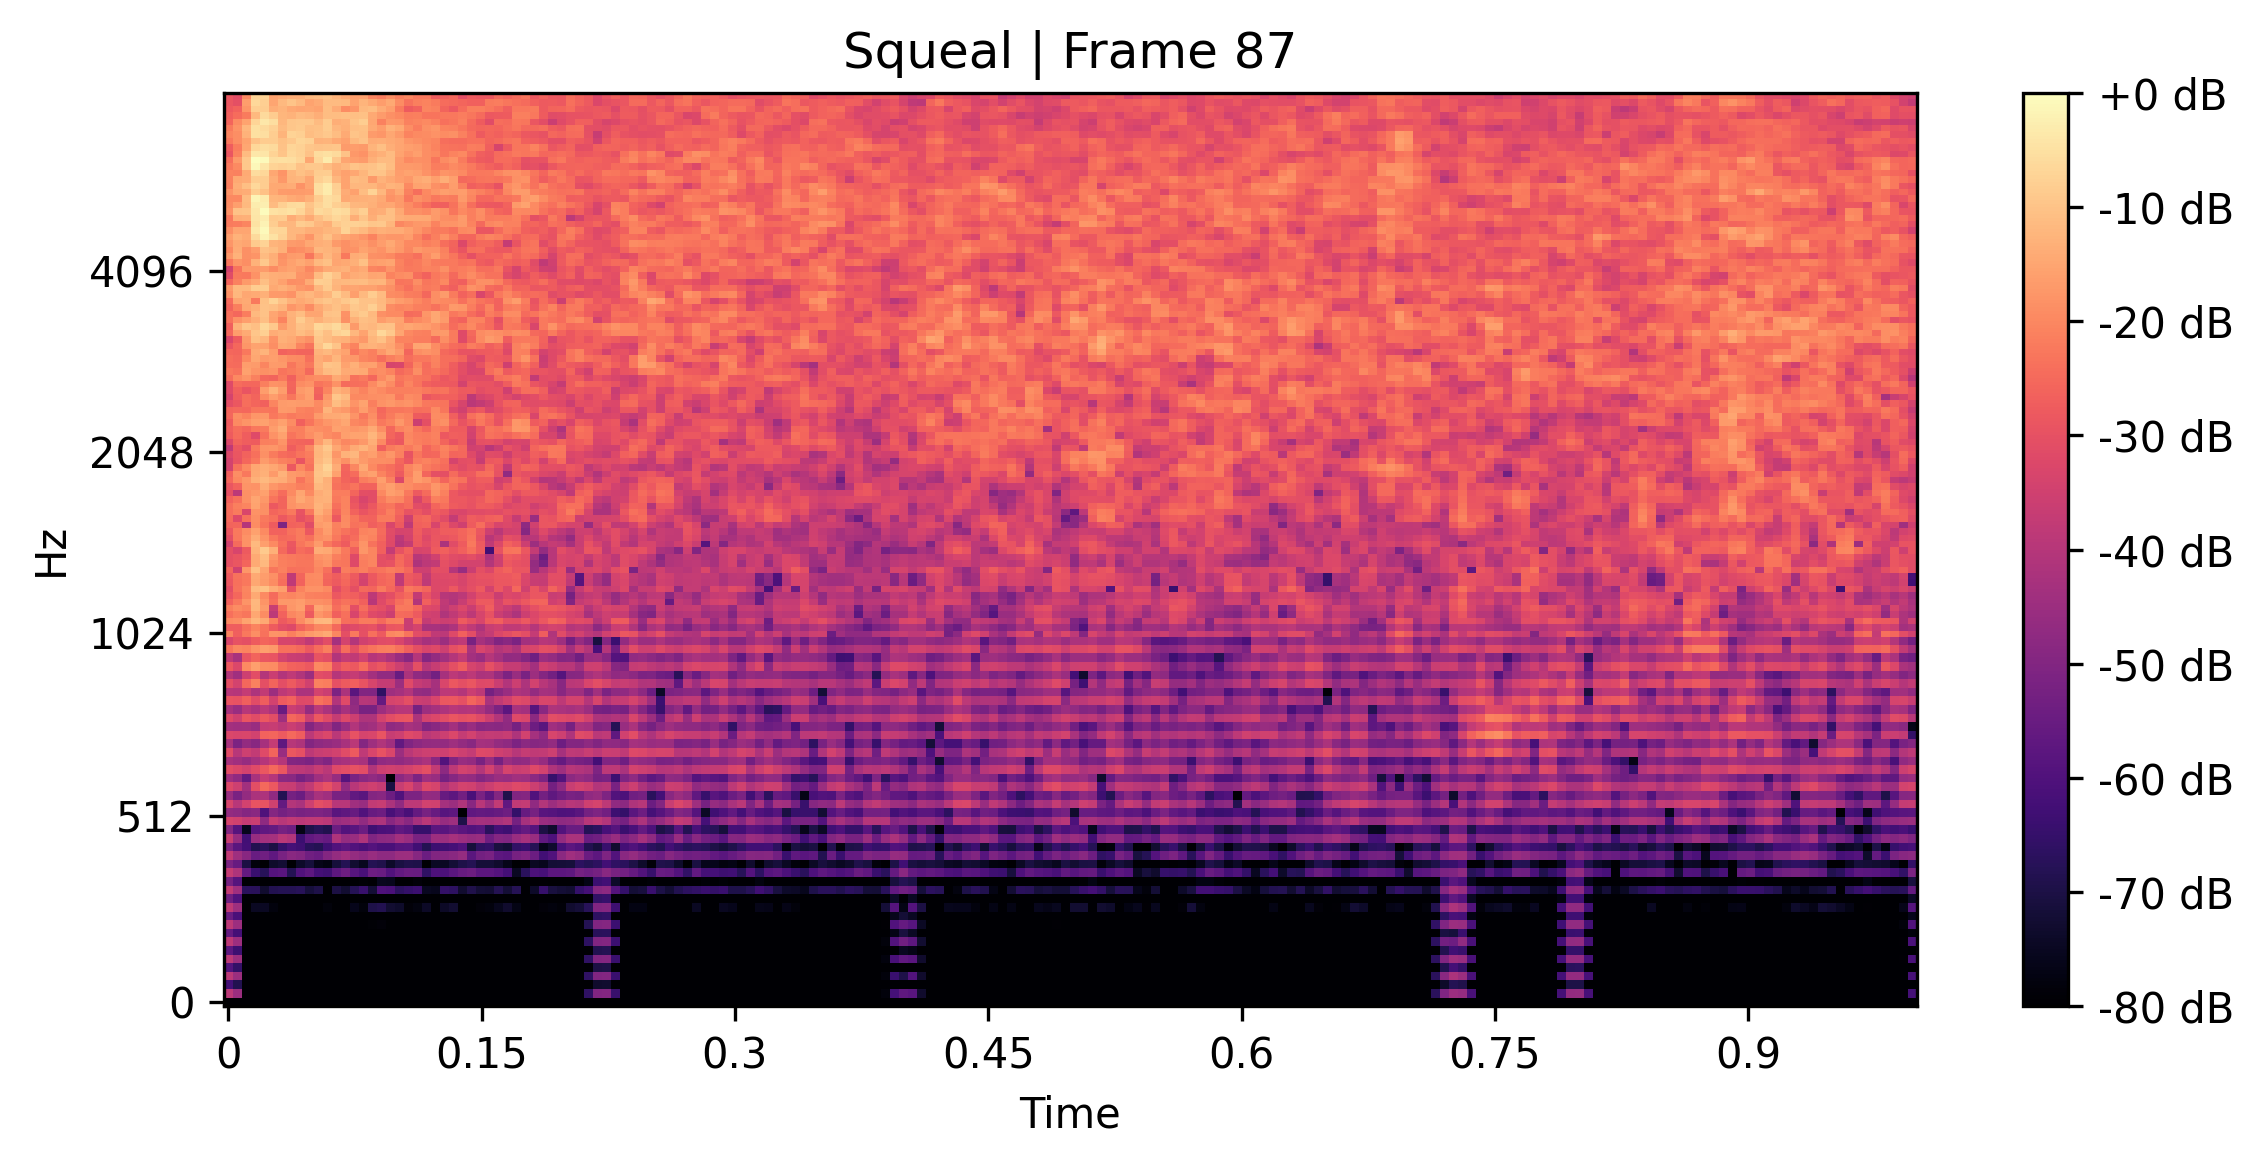 Squeal | Frame 87
Hz
4096
2048
1024
512
0
0 0.15 0.3 0.45 0.6 0.75 0.9
Time
+0 dB
-10 dB
-20 dB
-30 dB
-40 dB
-50 dB
-60 dB
-70 dB
-80 dB